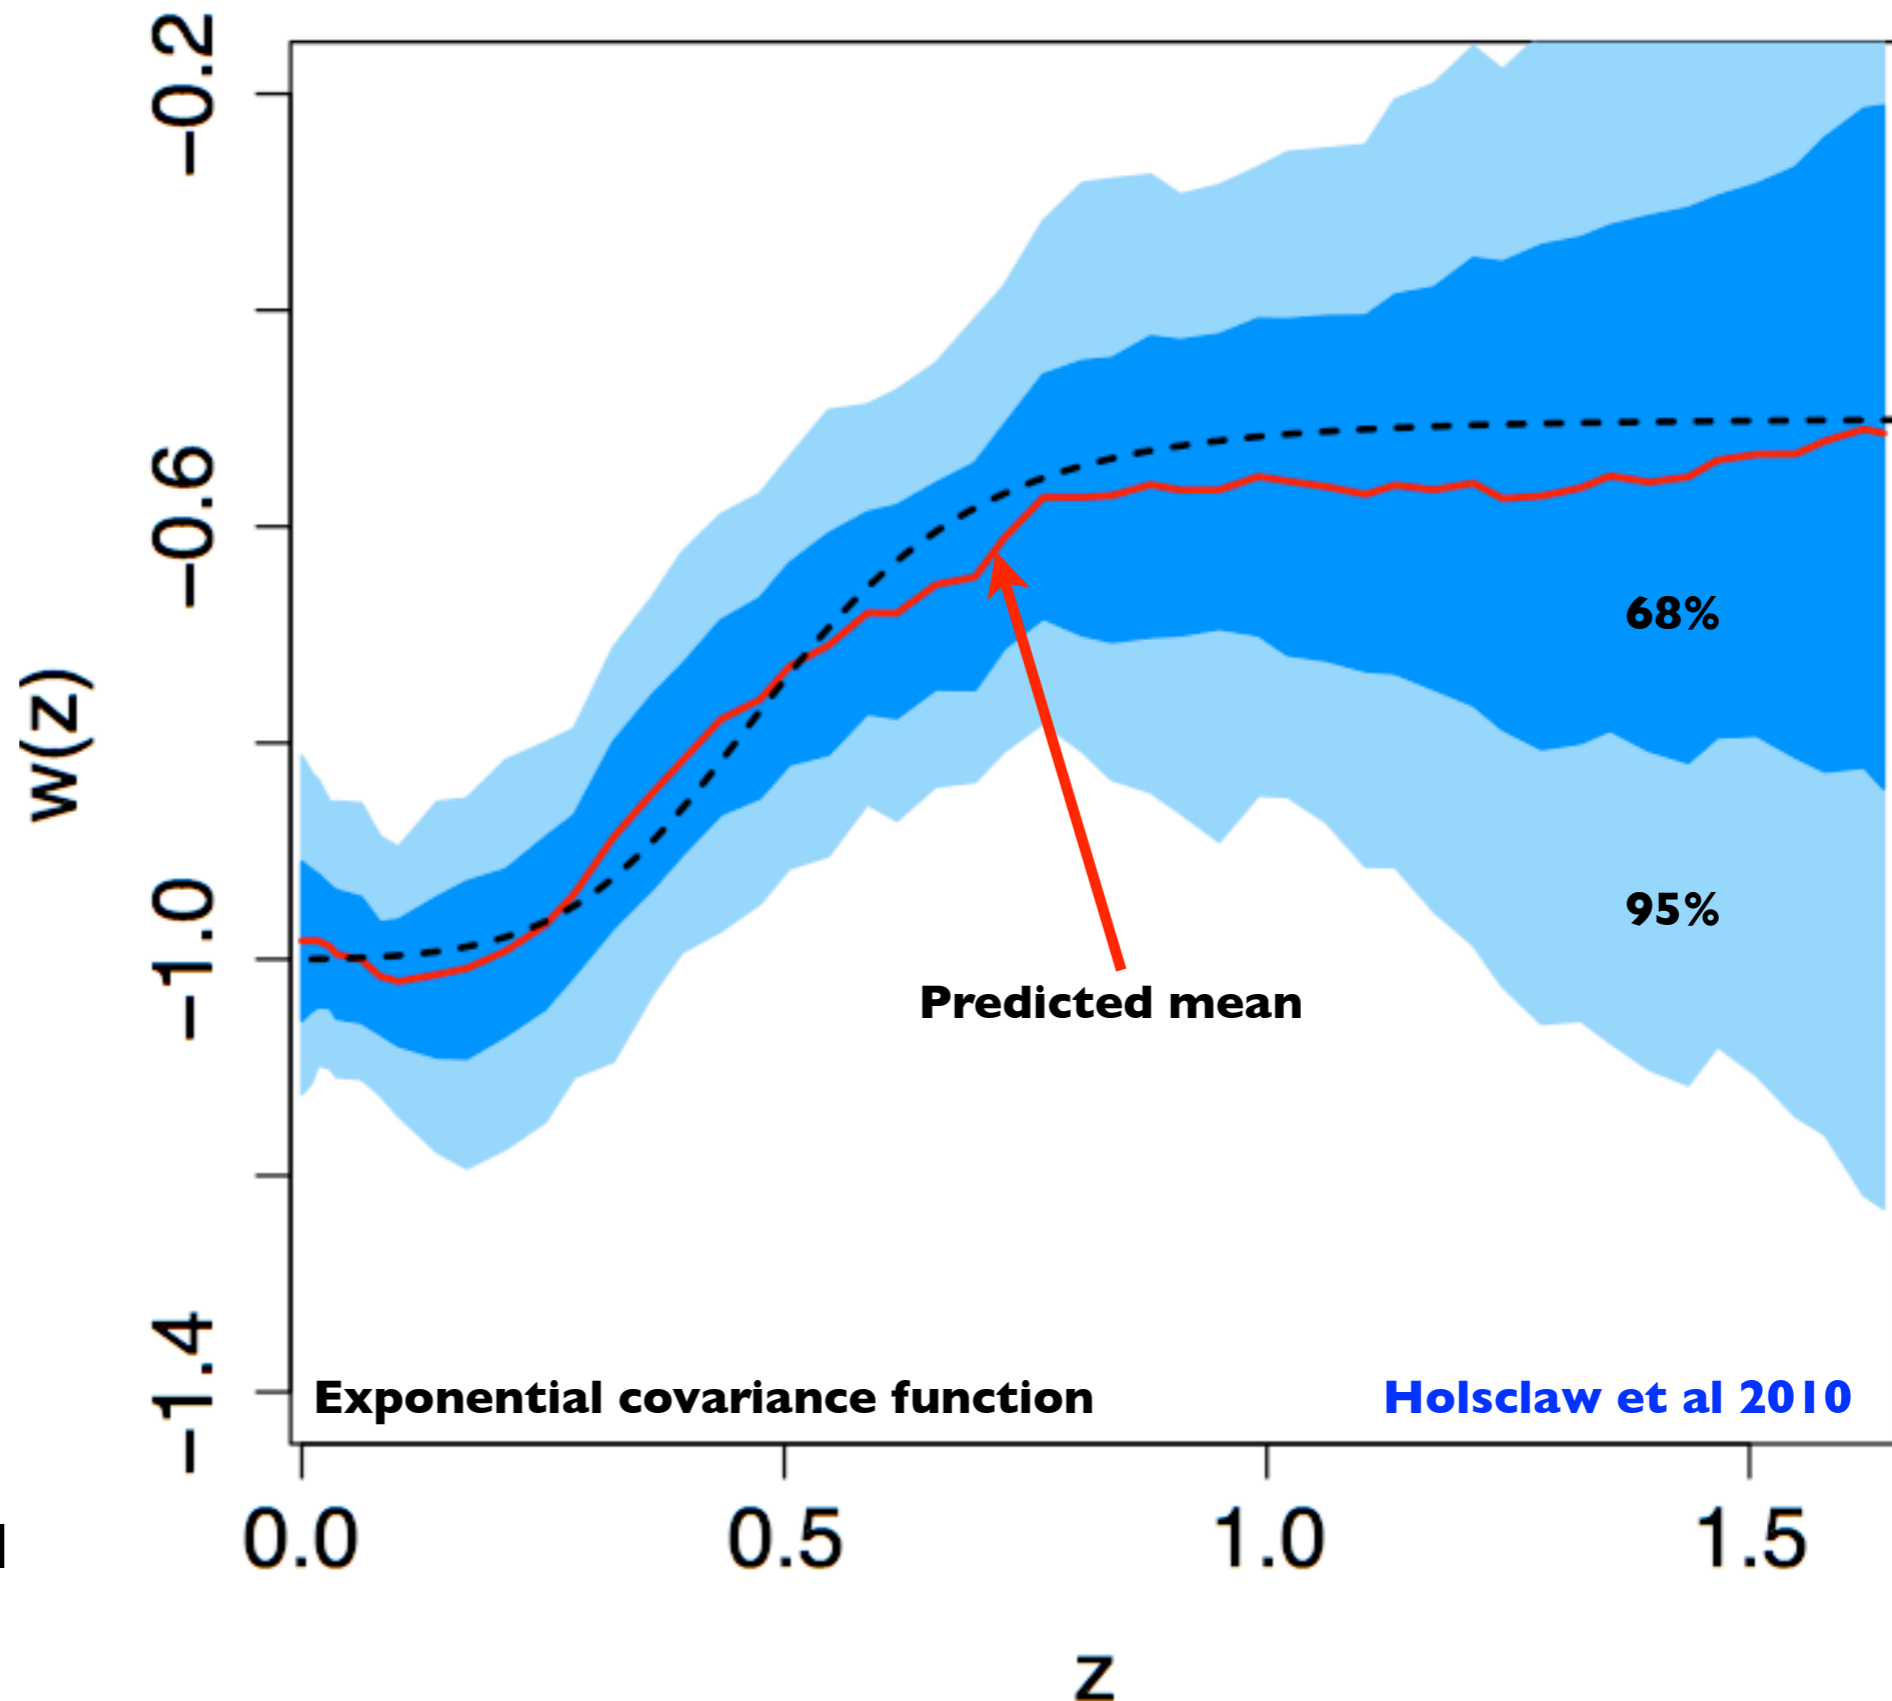 −0.2
−0.6
−1.0
−1.4
w(z)
68%
95%
Predicted mean
Exponential covariance function
Holsclaw et al 2010
0.0 0.5 1.0 1.5
z